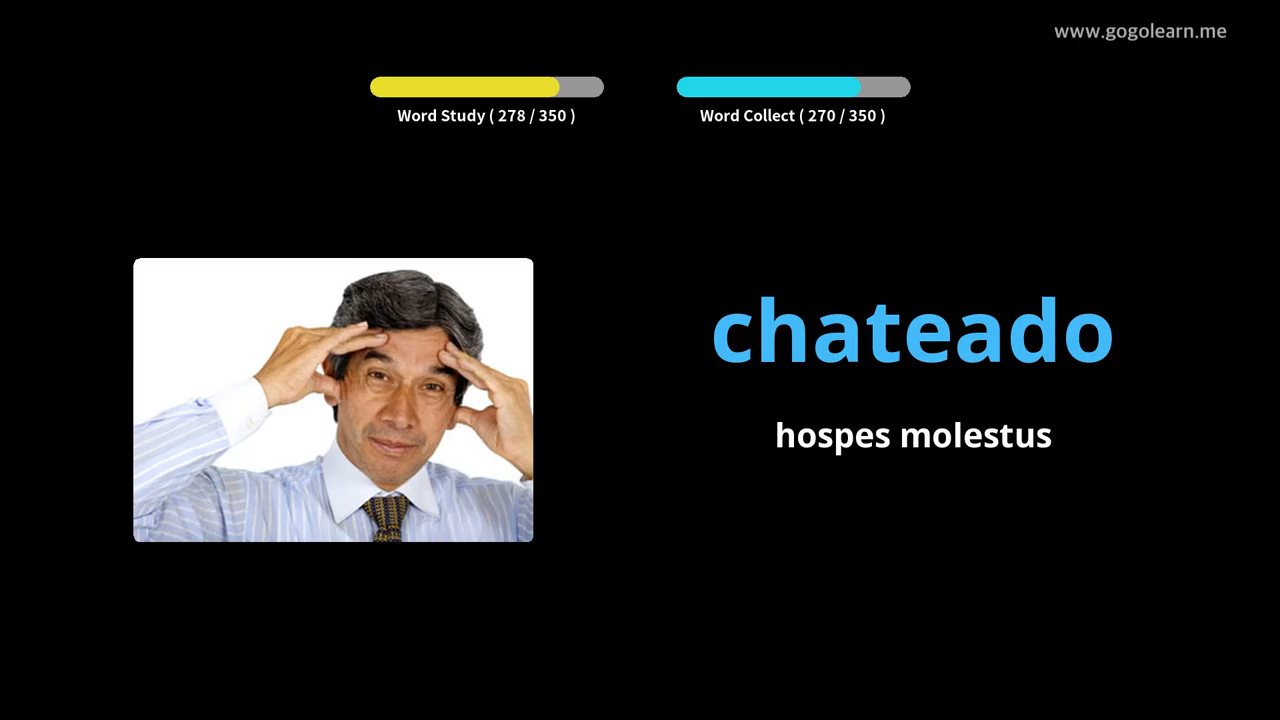 www.gogolearn.me
Word Study ( 278 / 350 )
Word Collect ( 270 / 350 )
chateado
hospes molestus